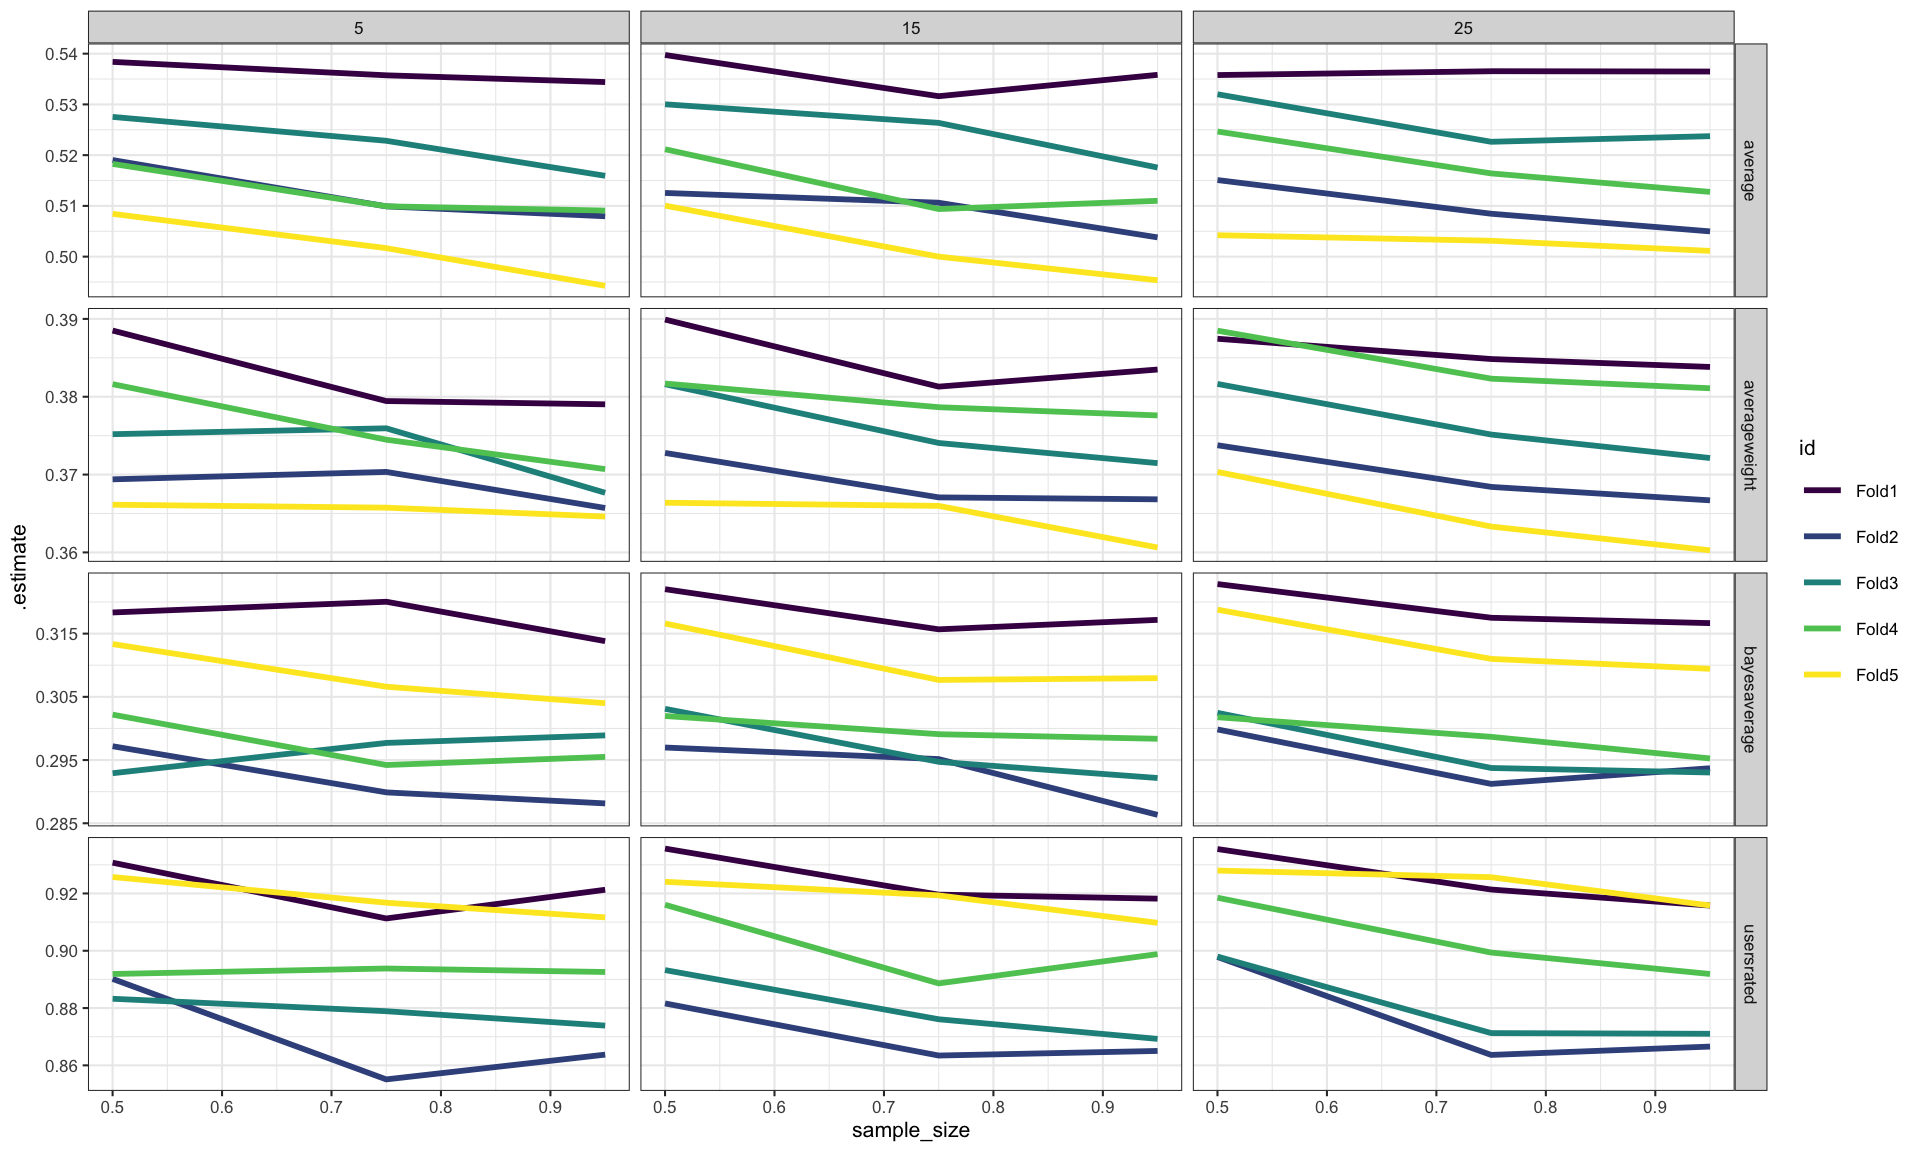 5 15 25
0.54
0.53
0.52
0.51
0.50
average
0.39
0.38
0.37
0.36
averageweight
0.315
0.305
0.295
0.285
bayesaverage
0.92
0.90
0.88
0.86
usersrated
.estimate
0.5 0.6 0.7 0.8 0.9 0.5 0.6 0.7 0.8 0.9 0.5 0.6 0.7 0.8 0.9
sample_size
id
Fold1
Fold2
Fold3
Fold4
Fold5